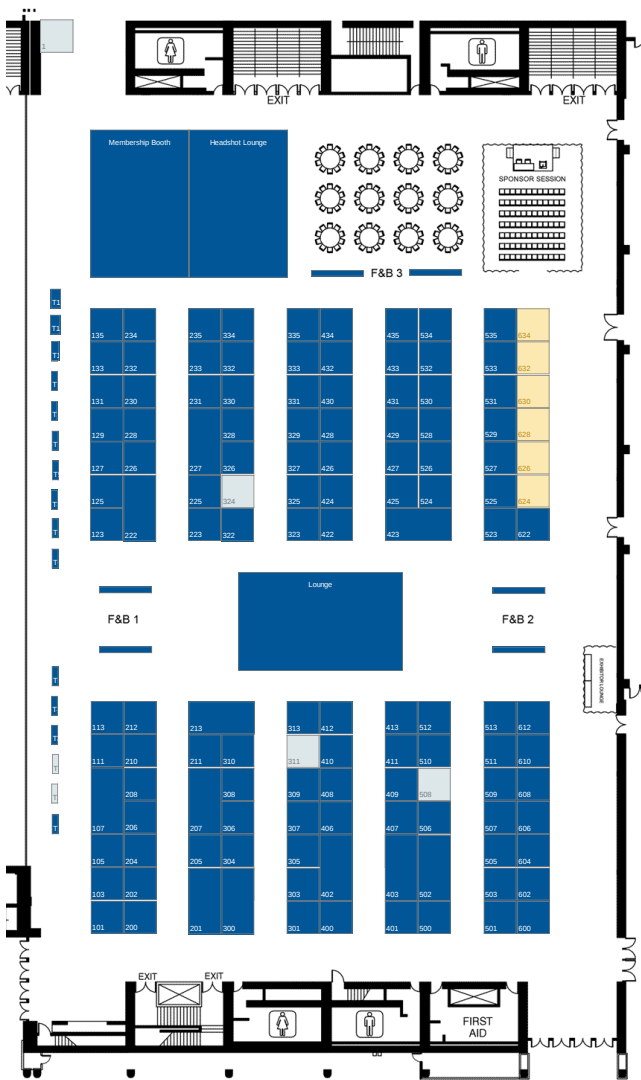 1
EXIT
EXIT
Membership Booth
Headshot Lounge
SPONSOR SESSION
F&B 3
T1
T1
T1
T
T
T
T
T
T
135 234 235 334 335 434 435 534 535 634
133 232 233 332 333 432 433 532 533 632
131 230 231 330 331 430 431 530 531 630
129 228 328 329 428 429 528 529 628
127 226 227 326 327 426 427 526 527 626
125 225 324 325 424 425 524 525 624
123 222 223 322 323 422 423 523 622
Lounge
F&B 1
F&B 2
EXHIBITOR LOUNGE
T
T
T
T
T
T
113 212 213 313 412 413 512 513 612
111 210 211 310 311 410 411 510 511 610
208 308 309 408 409 508 509 608
107 206 207 306 307 406 407 506 507 606
105 204 205 304 305 505 604
103 202 303 402 403 502 503 602
101 200 201 300 301 400 401 500 501 600
EXIT
EXIT
FIRST
AID